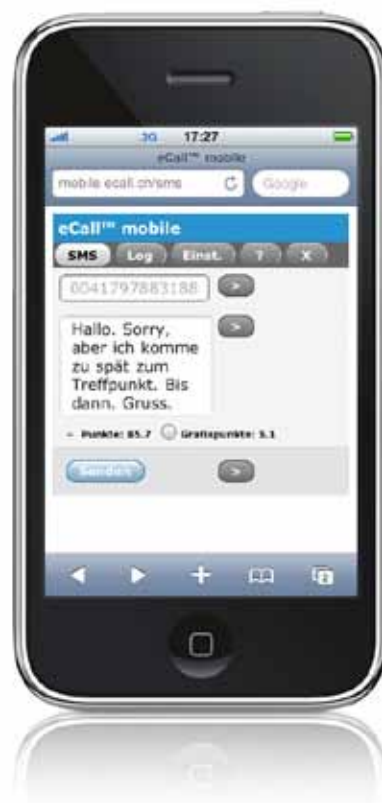 3G 17:27
eCall™ mobile
mobile.ecall.ch/sms Google
eCall™ mobile
SMS Log Einst. ? X
0041797883188 >
Hallo. Sorry, >
aber ich komme
zu spät zum
Treffpunkt. Bis
dann. Gruss.
Punkte: 85.7 Gratispunkte: 5.1
Senden >
2